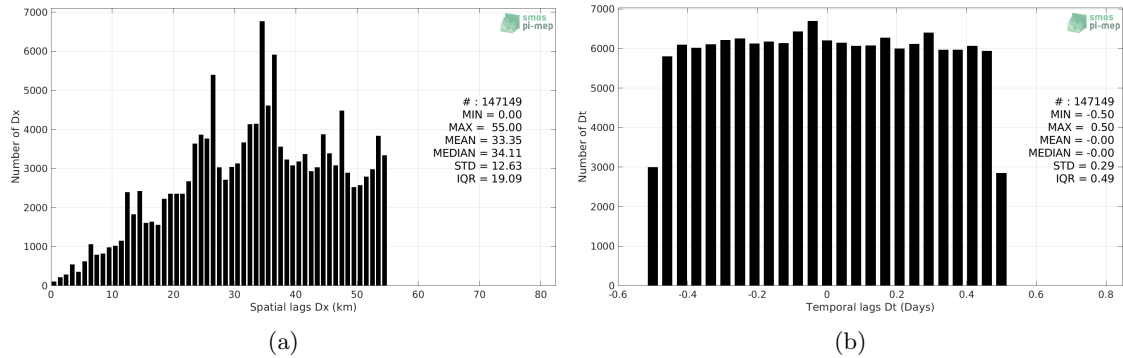 7000
6000
5000
4000
3000
2000
1000
0
Number of Dx
0 10 20 30 40 50 60 70 80
Spatial lags Dx (km)
smos
pi-mep
# : 147149
MIN = 0.00
MAX = 55.00
MEAN = 33.35
MEDIAN = 34.11
STD = 12.63
IQR = 19.09
(a)
7000
6000
5000
4000
3000
2000
1000
0
Number of Dt
-0.6 -0.4 -0.2 0 0.2 0.4 0.6 0.8
Temporal lags Dt (Days)
smos
pi-mep
# : 147149
MIN = -0.50
MAX = 0.50
MEAN = -0.00
MEDIAN = -0.00
STD = 0.29
IQR = 0.49
(b)